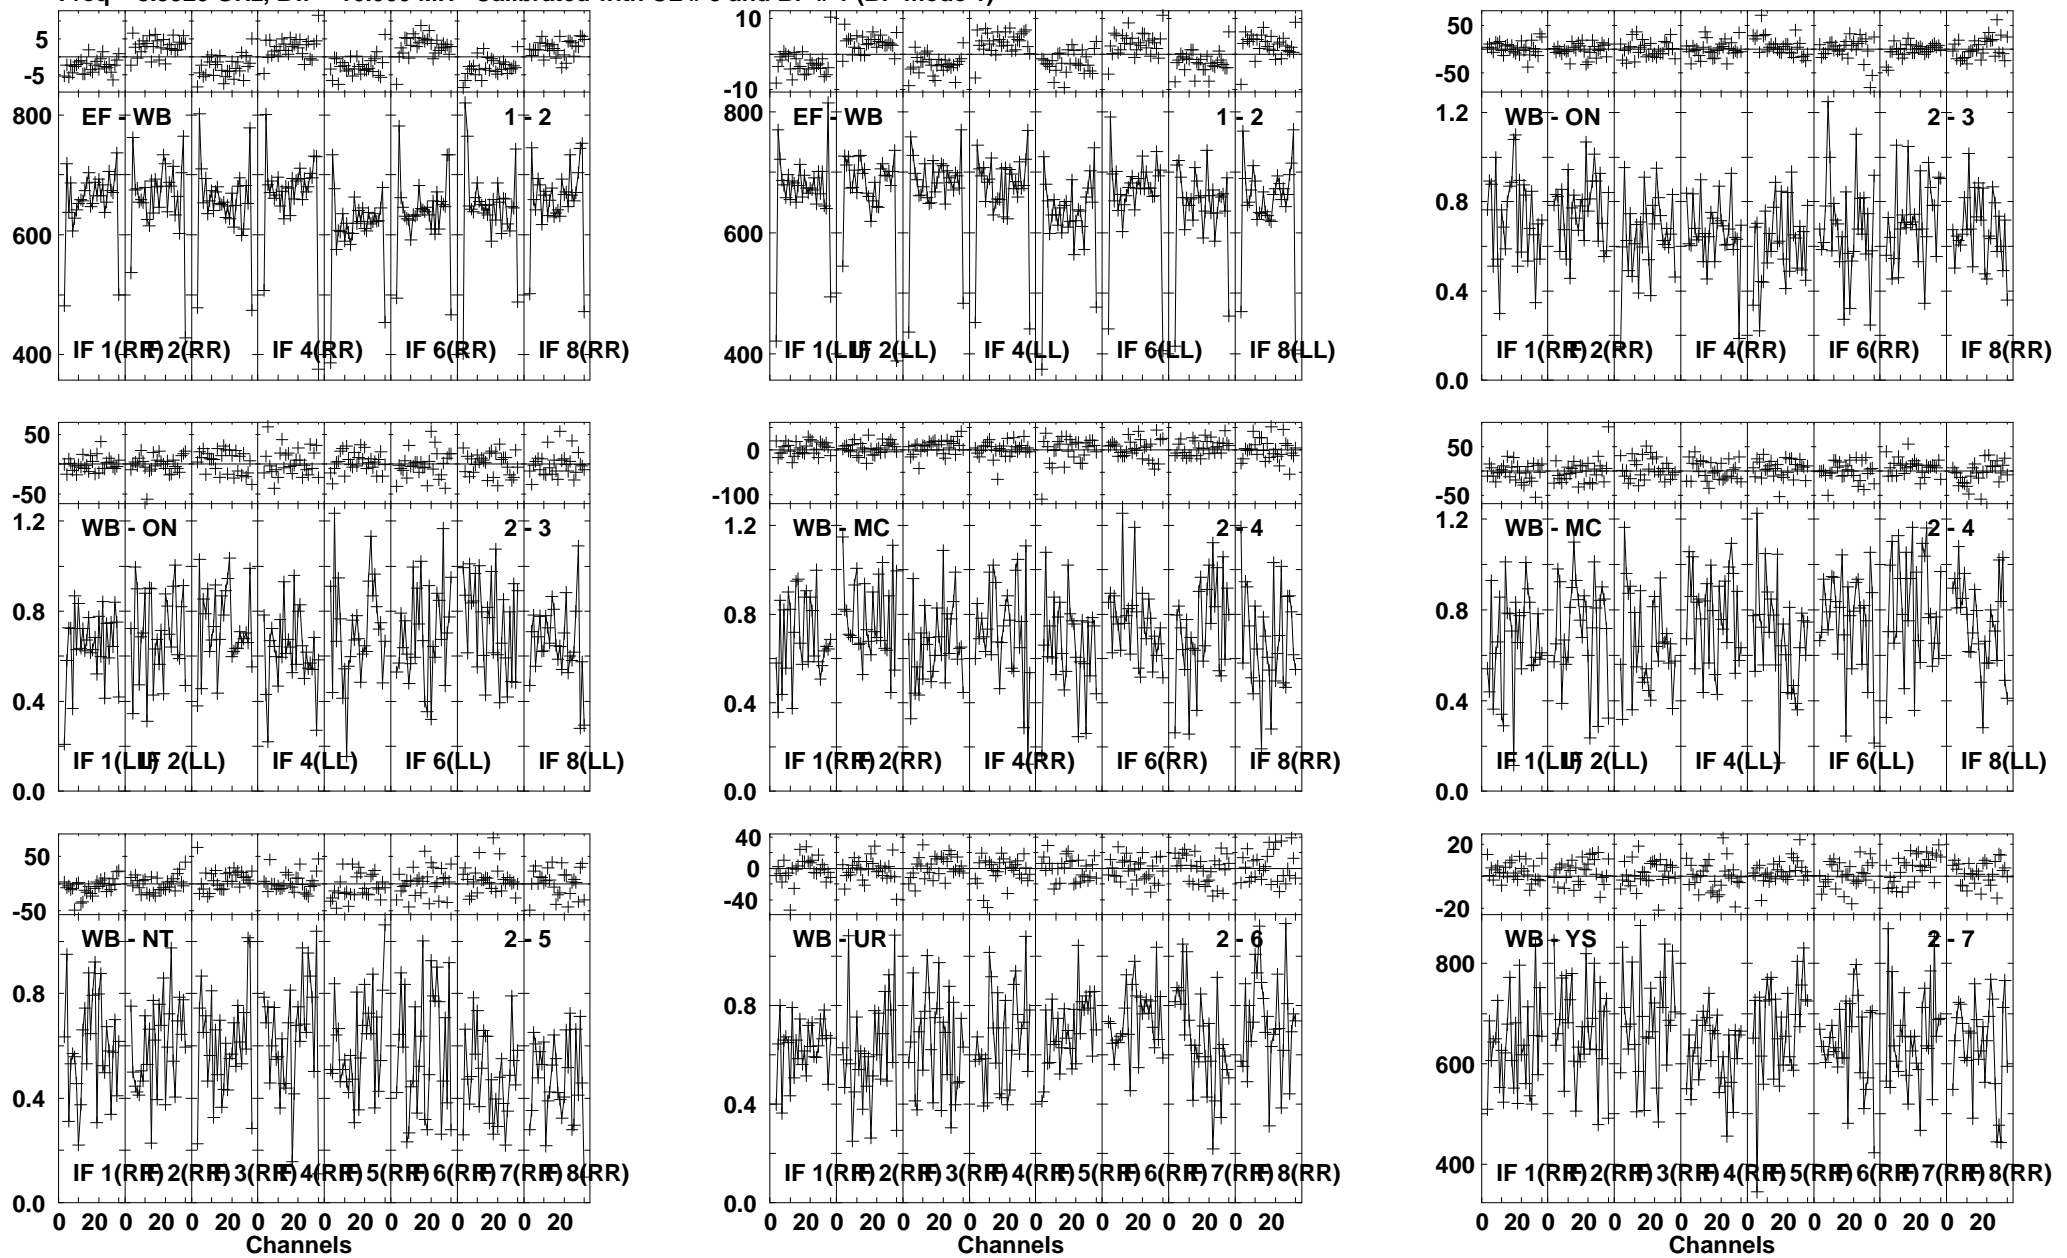 5
-5
800
600
400
EF - WB 1 - 2
IF 1(RR) IF 2(RR) IF 4(RR) IF 6(RR) IF 8(RR)
10
-10
800
600
400
EF - WB 1 - 2
IF 1(LL) IF 2(LL) IF 4(LL) IF 6(LL) IF 8(LL)
50
-50
1.2
0.8
0.4
0.0
WB - ON 2 - 3
IF 1(RR) IF 2(RR) IF 4(RR) IF 6(RR) IF 8(RR)
50
-50
1.2
0.8
0.4
0.0
WB - ON 2 - 3
IF 1(LL) IF 2(LL) IF 4(LL) IF 6(LL) IF 8(LL)
0
-100
1.2
0.8
0.4
0.0
WB - MC 2 - 4
IF 1(RR) IF 2(RR) IF 4(RR) IF 6(RR) IF 8(RR)
50
-50
1.2
0.8
0.4
0.0
WB - MC 2 - 4
IF 1(LL) IF 2(LL) IF 4(LL) IF 6(LL) IF 8(LL)
50
-50
0.8
0.4
0.0
WB - NT 2 - 5
IF 1(RR) IF 2(RR) IF 3(RR) IF 4(RR) IF 5(RR) IF 6(RR) IF 7(RR) IF 8(RR)
0 20 0 20 0 20 0 20 0 20 0 20 0 20 0 20
Channels
40
0
-40
0.8
0.4
0.0
WB - UR 2 - 6
IF 1(RR) IF 2(RR) IF 3(RR) IF 4(RR) IF 5(RR) IF 6(RR) IF 7(RR) IF 8(RR)
0 20 0 20 0 20 0 20 0 20 0 20 0 20 0 20
Channels
20
-20
800
600
400
WB - YS 2 - 7
IF 1(RR) IF 2(RR) IF 3(RR) IF 4(RR) IF 5(RR) IF 6(RR) IF 7(RR) IF 8(RR)
0 20 0 20 0 20 0 20 0 20 0 20 0 20 0 20
Channels